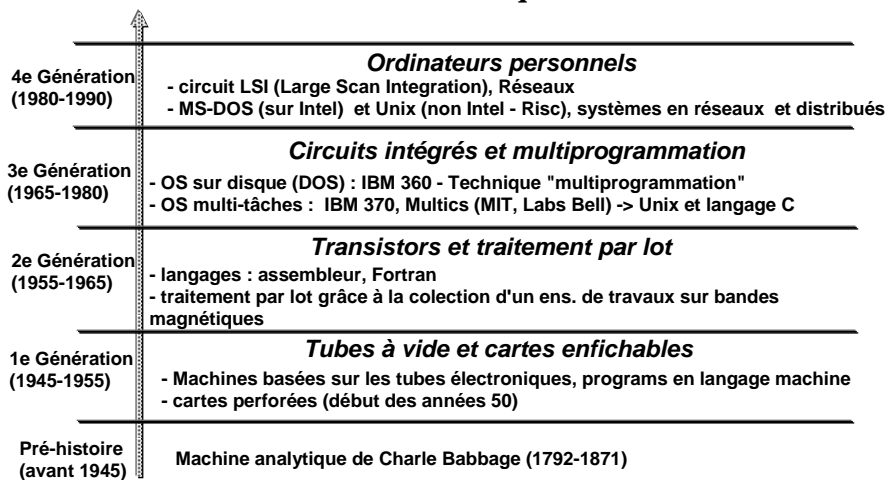 Ordinateurs personnels
4e Génération
(1980-1990)
- circuit LSI (Large Scan Integration), Réseaux
- MS-DOS (sur Intel) et Unix (non Intel - Risc), systèmes en réseaux et distribués
Circuits intégrés et multiprogrammation
3e Génération
(1965-1980)
- OS sur disque (DOS) : IBM 360 - Technique "multiprogrammation"
- OS multi-tâches : IBM 370, Multics (MIT, Labs Bell) -> Unix et langage C
Transistors et traitement par lot
2e Génération
(1955-1965)
- langages : assembleur, Fortran
- traitement par lot grâce à la colection d'un ens. de travaux sur bandes
magnétiques
Tubes à vide et cartes enfichables
1e Génération
(1945-1955)
- Machines basées sur les tubes électroniques, programs en langage machine
- cartes perforées (début des années 50)
Pré-histoire
(avant 1945)
Machine analytique de Charle Babbage (1792-1871)